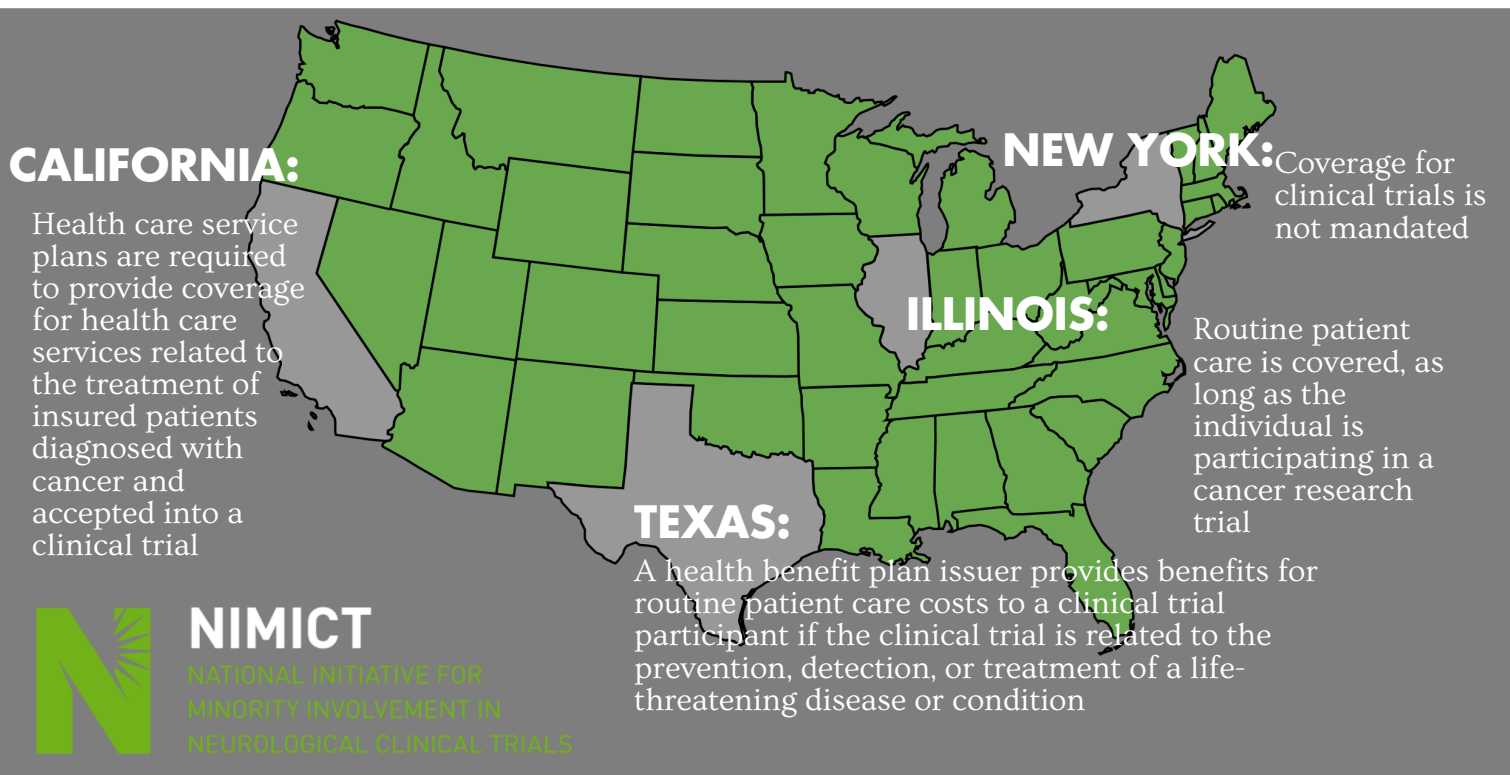 CALIFORNIA:
Health care service
plans are required
to provide coverage
for health care
services related to
the treatment of
insured patients
diagnosed with
cancer and
accepted into a
clinical trial
NEW YORK:
Coverage for
clinical trials is
not mandated
ILLINOIS:
Routine patient
care is covered, as
long as the
individual is
participating in a
cancer research
trial
TEXAS:
A health benefit plan issuer provides benefits for
routine patient care costs to a clinical trial
participant if the clinical trial is related to the
prevention, detection, or treatment of a life-
threatening disease or condition
N
NIMICT
NATIONAL INITIATIVE FOR
MINORITY INVOLVEMENT IN
NEUROLOGICAL CLINICAL TRIALS